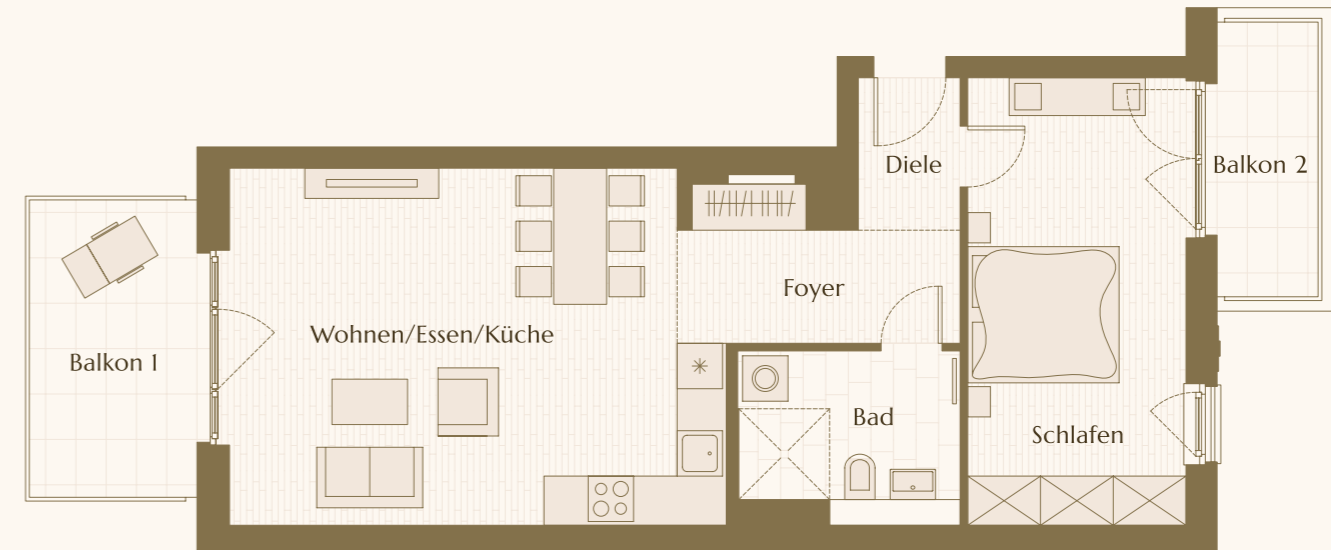 Diele
Balkon 2
Foyer
Wohnen/Essen/Küche
Balkon 1
Bad
Schlafen